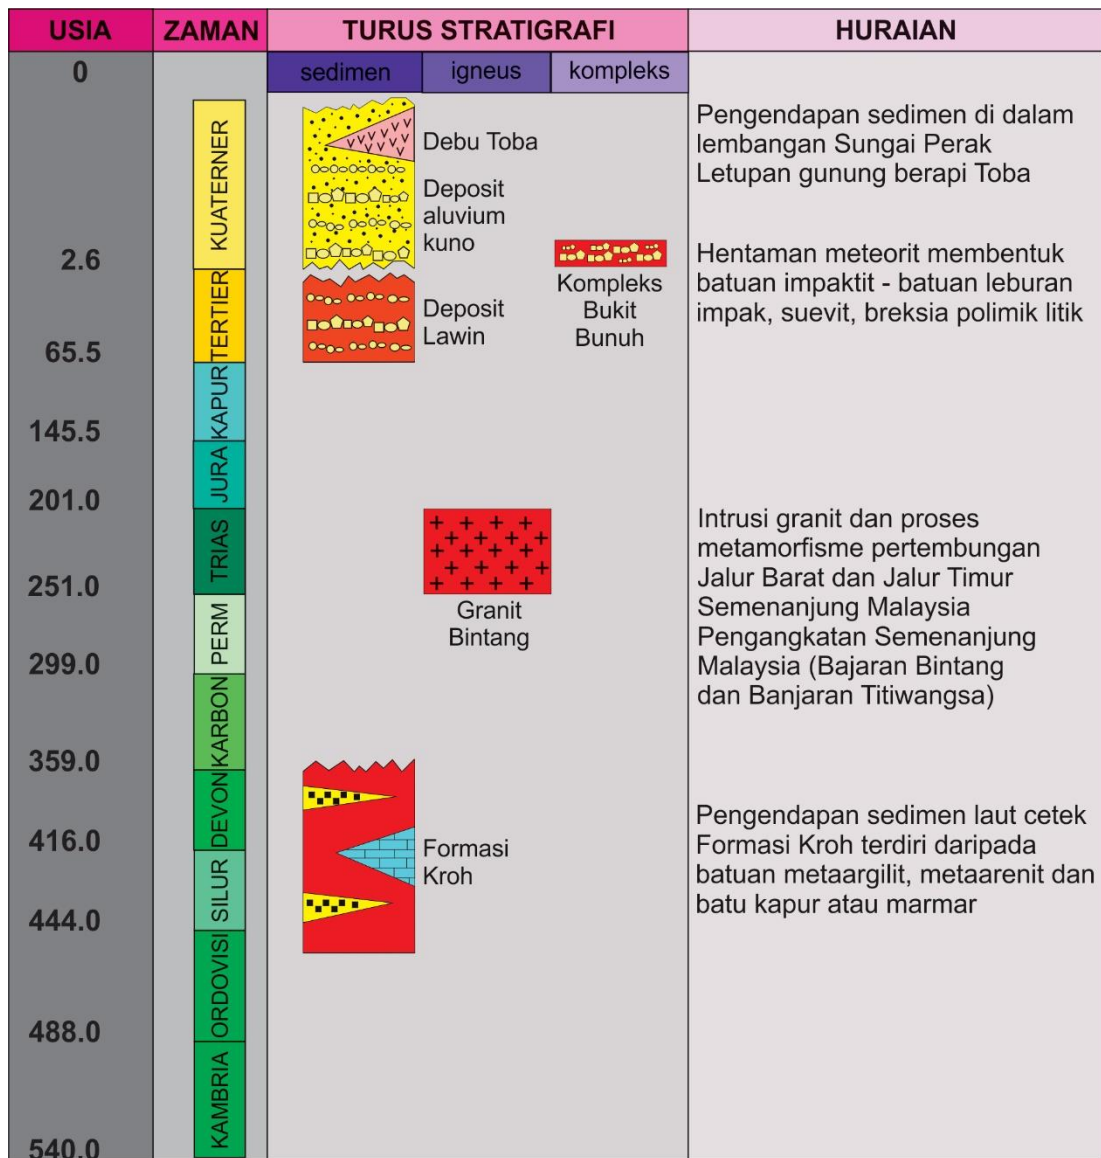 USIA ZAMAN TURUS STRATIGRAFI HURAIAN
0 sedimen igneus kompleks
KUATERNER
Debu Toba
Deposit
aluvium
kuno
Pengendapan sedimen di dalam
lembangan Sungai Perak
Letupan gunung berapi Toba
2.6
TERTIER
Deposit
Lawin
Kompleks
Bukit
Bunuh
Hentaman meteorit membentuk
batuan impaktit - batuan leburan
impak, suevit, breksia polimik litik
65.5
KAPUR
145.5
JURA
201.0
TRIAS
Granit
Bintang
Intrusi granit dan proses
metamorfisme pertembungan
Jalur Barat dan Jalur Timur
Semenanjung Malaysia
Pengangkatan Semenanjung
Malaysia (Bajaran Bintang
dan Banjaran Titiwangsa)
251.0
PERM
299.0
KARBON
359.0
DEVON
416.0
Formasi
Kroh
Pengendapan sedimen laut cetek
Formasi Kroh terdiri daripada
batuan metaargilit, metaarenit dan
batu kapur atau marmar
SILUR
444.0
ORDOVISI
488.0
KAMBRIA
540.0